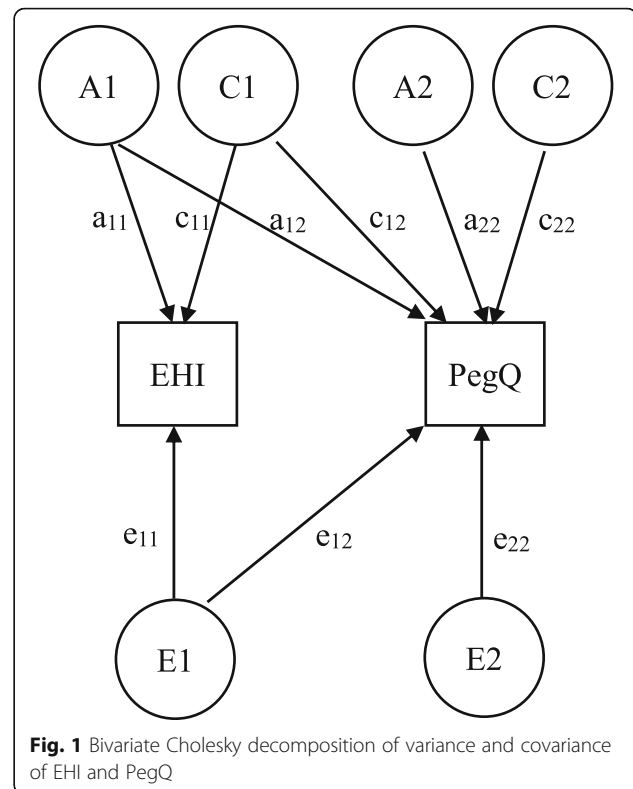 A1 C1 A2 C2
a₁₁ c₁₁ a₁₂ c₁₂ a₂₂ c₂₂
EHI PegQ
e₁₁ e₁₂ e₂₂
E1 E2
Fig. 1 Bivariate Cholesky decomposition of variance and covariance
of EHI and PegQ